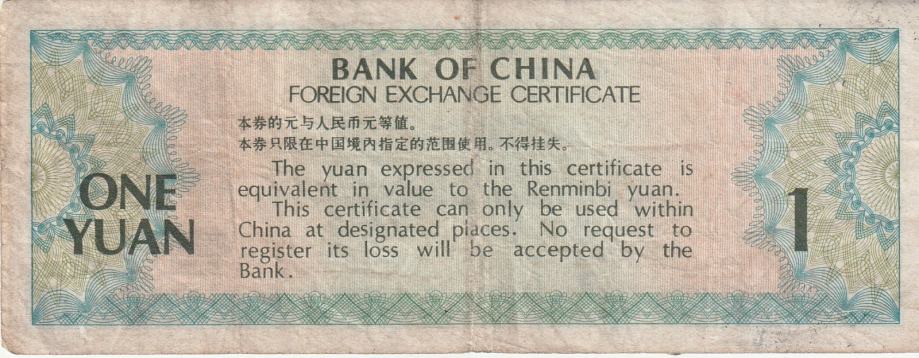 BANK OF CHINA
FOREIGN EXCHANGE CERTIFICATE
本券的元与人民币元等值。
本券只限在中国境内指定的范围使用。不得挂失。
The yuan expressed in this certificate is
equivalent in value to the Renminbi yuan.
This certificate can only be used within
China at designated places. No request to
register its loss will be accepted by the
Bank.
ONE
YUAN
1